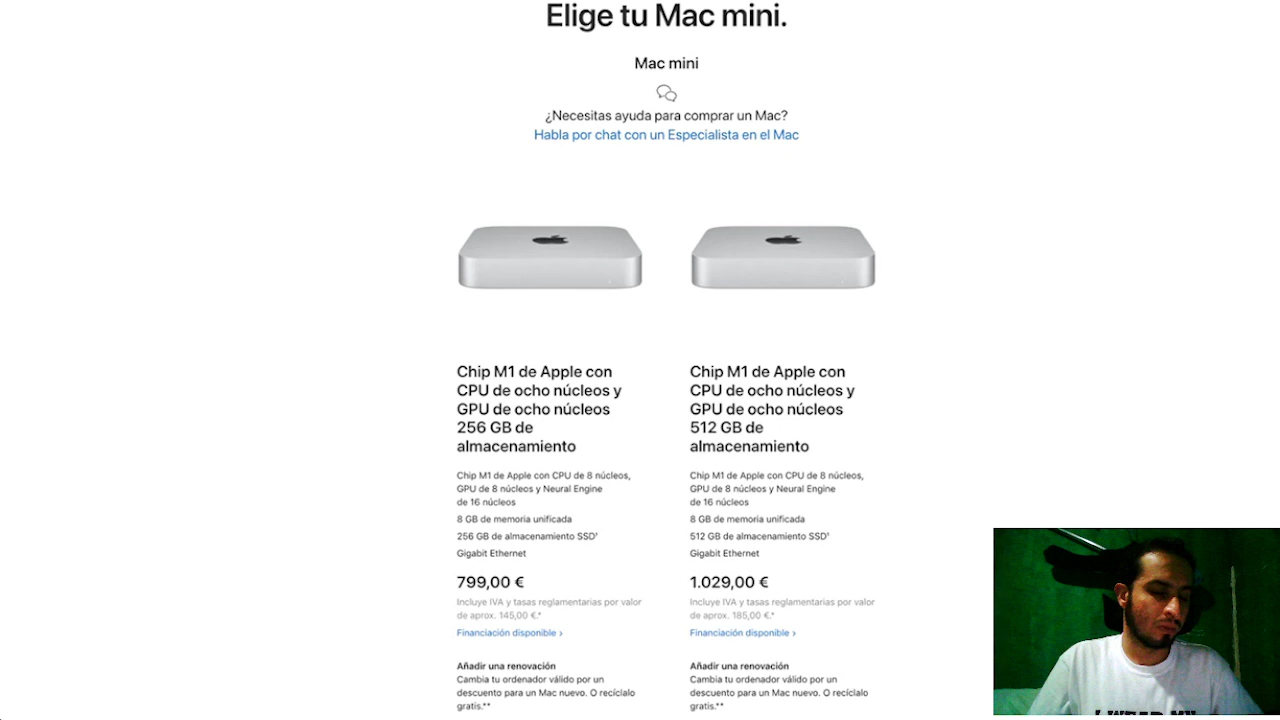 Elige tu Mac mini.
Mac mini
¿Necesitas ayuda para comprar un Mac?
Habla por chat con un Especialista en el Mac
Chip M1 de Apple con
CPU de ocho núcleos y
GPU de ocho núcleos
256 GB de
almacenamiento
Chip M1 de Apple con CPU de 8 núcleos,
GPU de 8 núcleos y Neural Engine
de 16 núcleos
8 GB de memoria unificada
256 GB de almacenamiento SSD¹
Gigabit Ethernet
799,00 €
Incluye IVA y tasas reglamentarias por valor
de aprox. 145,00 €.*
Financiación disponible ›
Añadir una renovación
Cambia tu ordenador válido por un
descuento para un Mac nuevo. O recíclalo
gratis.**
Chip M1 de Apple con
CPU de ocho núcleos y
GPU de ocho núcleos
512 GB de
almacenamiento
Chip M1 de Apple con CPU de 8 núcleos,
GPU de 8 núcleos y Neural Engine
de 16 núcleos
8 GB de memoria unificada
512 GB de almacenamiento SSD¹
Gigabit Ethernet
1.029,00 €
Incluye IVA y tasas reglamentarias por valor
de aprox. 185,00 €.*
Financiación disponible ›
Añadir una renovación
Cambia tu ordenador válido por un
descuento para un Mac nuevo. O recíclalo
gratis.**